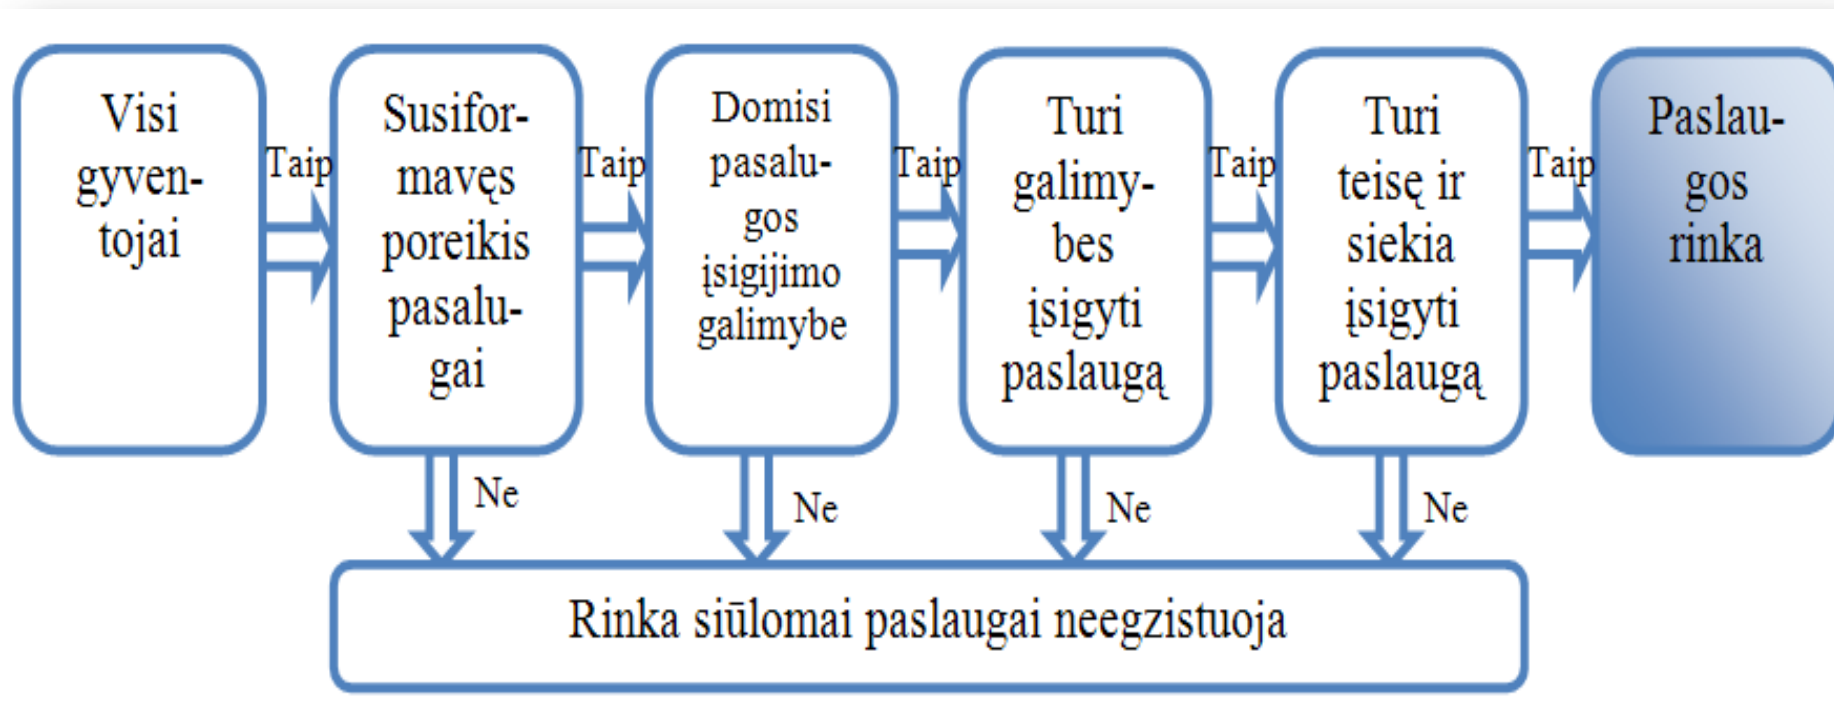 Visi
gyven-
tojai
Taip
Susifor-
mavęs
poreikis
pasalu-
gai
Taip
Domisi
pasalu-
gos
įsigijimo
galimybe
Taip
Turi
galimy-
bes
įsigyti
paslaugą
Taip
Turi
teisę ir
siekia
įsigyti
paslaugą
Taip
Paslau-
gos
rinka
Ne
Ne
Ne
Ne
Rinka siūlomai paslaugai neegzistuoja